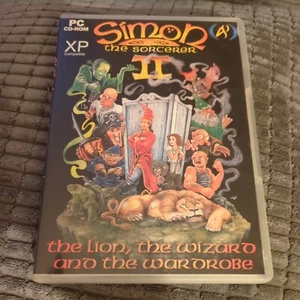 PC
CD-ROM
XP
Compatible
Simon
the sorcerer
II
the lion, the wizard
and the wardrobe